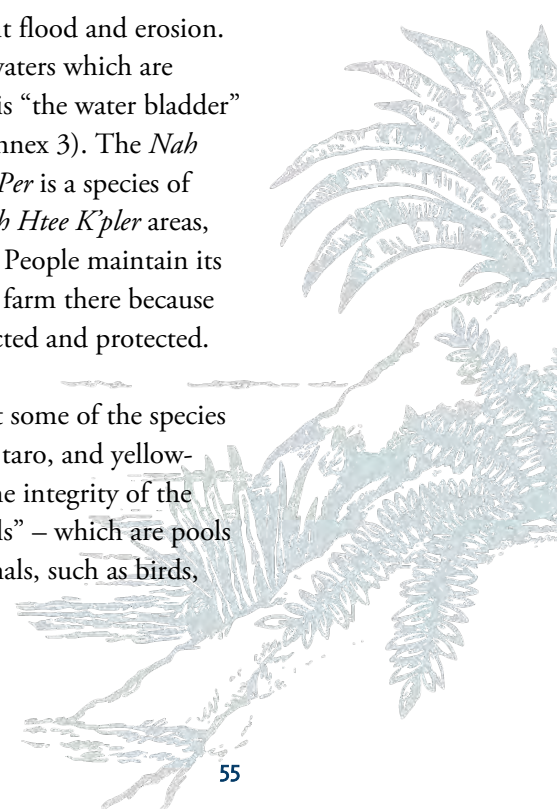 t flood and erosion.
waters which are
is “the water bladder”
nnex 3). The Nah
Per is a species of
h Htee K’pler areas,
People maintain its
farm there because
cted and protected.
t some of the species
taro, and yellow-
ne integrity of the
ls” – which are pools
nals, such as birds,
55